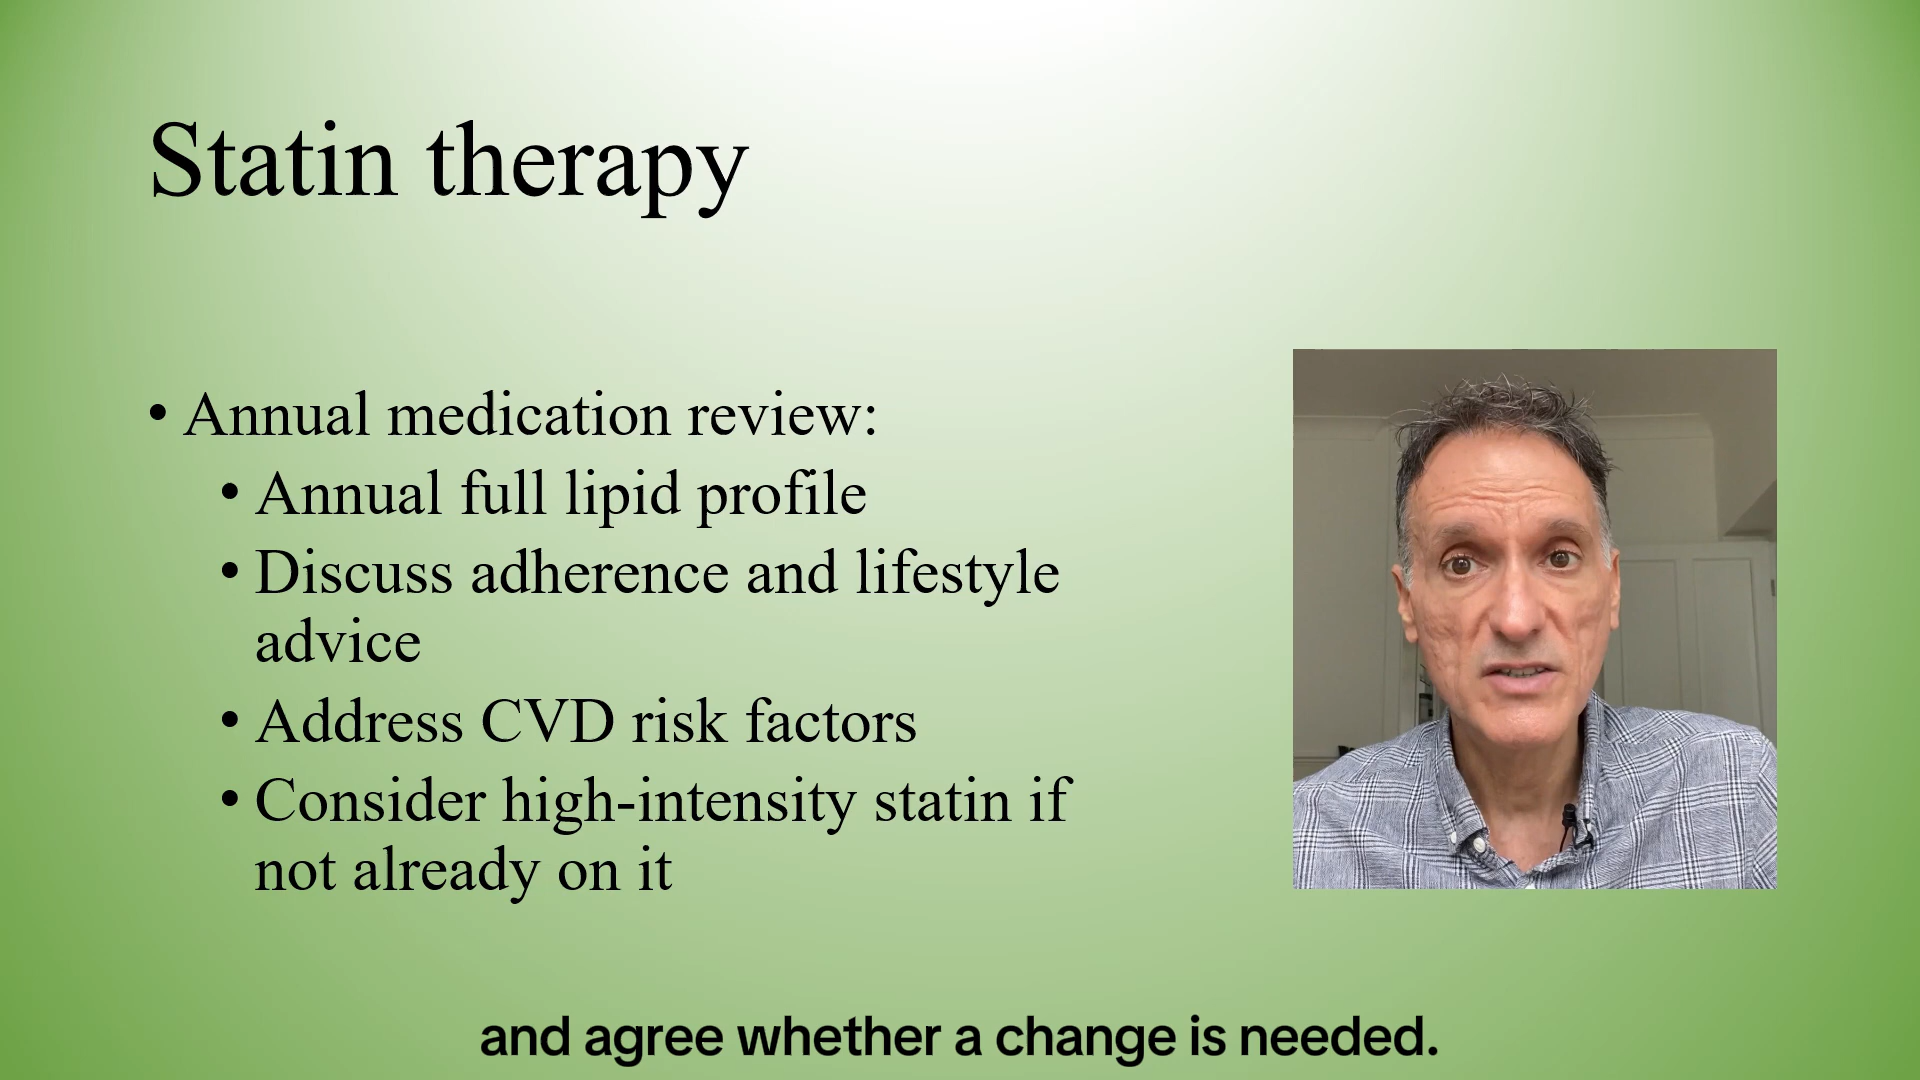 Statin therapy
• Annual medication review:
• Annual full lipid profile
• Discuss adherence and lifestyle
advice
• Address CVD risk factors
• Consider high-intensity statin if
not already on it
and agree whether a change is needed.